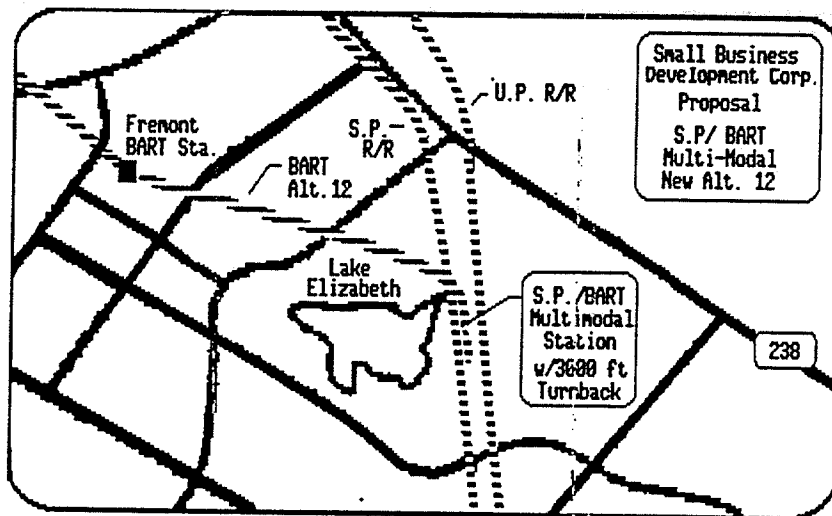 Small Business
Development Corp.
Proposal
S.P/ BART
Multi-Modal
New Alt. 12
U.P. R/R
S.P.
R/R
Fremont
BART Sta.
BART
Alt. 12
Lake
Elizabeth
S.P./BART
Multimodal
Station
w/3600 ft
Turnback
238